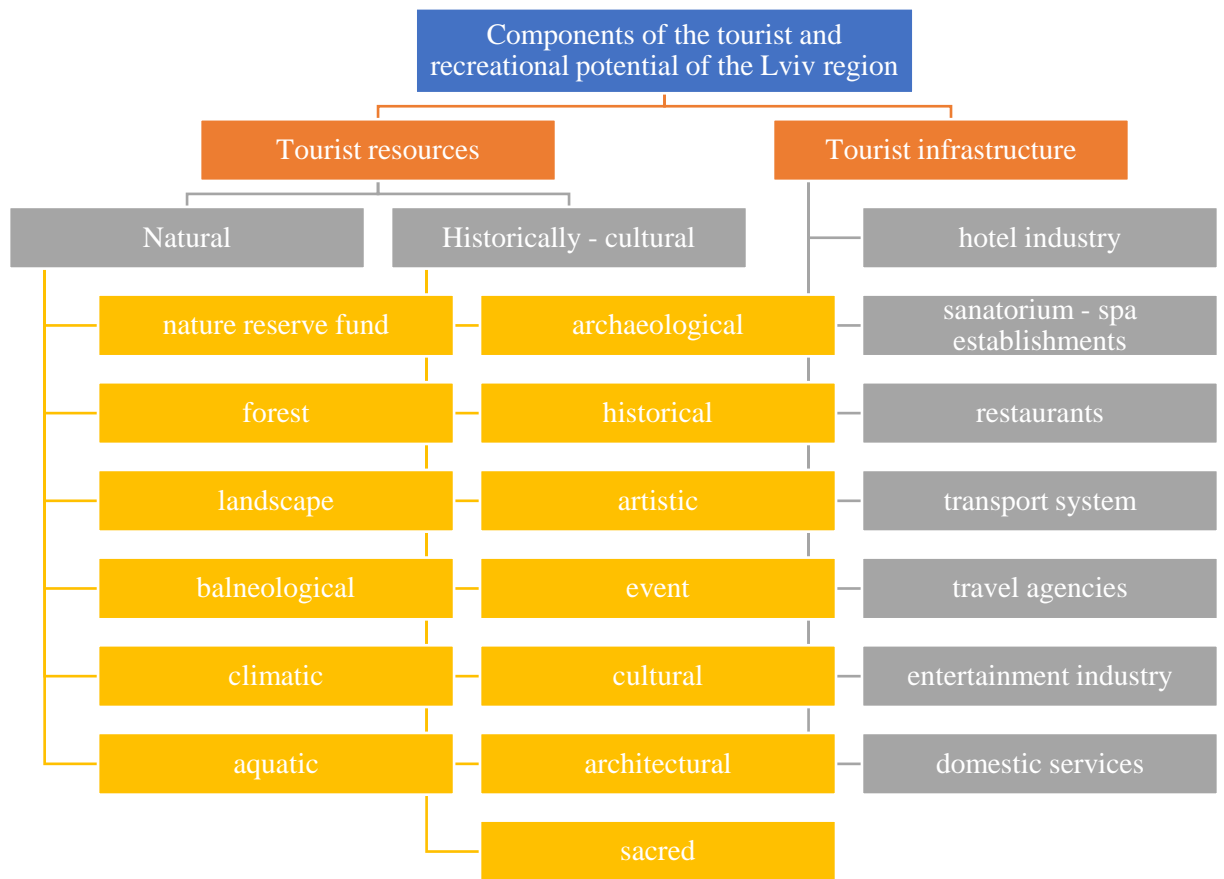 Components of the tourist and
recreational potential of the Lviv region
Tourist resources
Tourist infrastructure
Natural
Historically - cultural
hotel industry
nature reserve fund
archaeological
sanatorium - spa
establishments
forest
historical
restaurants
landscape
artistic
transport system
balneological
event
travel agencies
climatic
cultural
entertainment industry
aquatic
architectural
domestic services
sacred